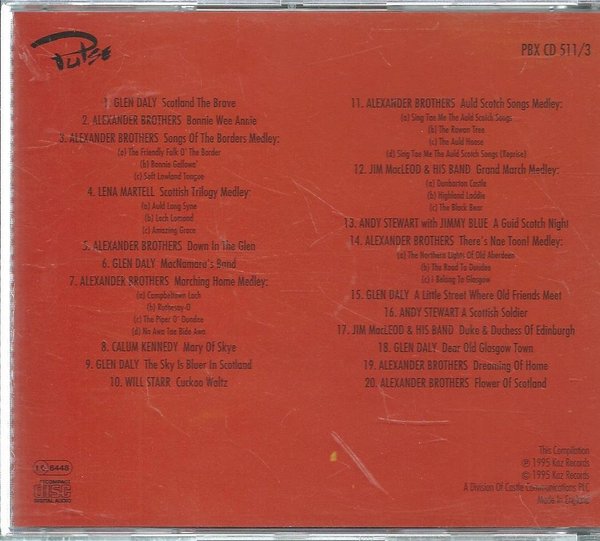 Pulse
PBX CD 511/3
1. GLEN DALY Scotland The Brave
2. ALEXANDER BROTHERS Bonnie Wee Annie
3. ALEXANDER BROTHERS Songs Of The Borders Medley:
(a) The Friendly Folk O' The Border
(b) Bonnie Gallowa'
(c) Soft Lowland Tongue
4. LENA MARTELL Scottish Trilogy Medley:
(a) Auld Lang Syne
(b) Loch Lomond
(c) Amazing Grace
5. ALEXANDER BROTHERS Down In The Glen
6. GLEN DALY MacNamara's Band
7. ALEXANDER BROTHERS Marching Home Medley:
(a) Campbeltown Loch
(b) Rothesay-O
(c) The Piper O' Dundee
(d) No Awa Tae Bide Awa
8. CALUM KENNEDY Mary Of Skye
9. GLEN DALY The Sky Is Bluer In Scotland
10. WILL STARR Cuckoo Waltz
11. ALEXANDER BROTHERS Auld Scotch Songs Medley:
(a) Sing Tae Me The Auld Scotch Songs
(b) The Rowan Tree
(c) The Auld Hoose
(d) Sing Tae Me The Auld Scotch Songs (Reprise)
12. JIM MacLEOD & HIS BAND Grand March Medley:
(a) Dumbarton Castle
(b) Highland Laddie
(c) The Black Bear
13. ANDY STEWART with JIMMY BLUE A Guid Scotch Night
14. ALEXANDER BROTHERS There's Nae Toon! Medley:
(a) The Northern Lights Of Old Aberdeen
(b) The Road To Dundee
(c) I Belong To Glasgow
15. GLEN DALY A Little Street Where Old Friends Meet
16. ANDY STEWART A Scottish Soldier
17. JIM MacLEOD & HIS BAND Duke & Duchess Of Edinburgh
18. GLEN DALY Dear Old Glasgow Town
19. ALEXANDER BROTHERS Dreaming Of Home
20. ALEXANDER BROTHERS Flower Of Scotland
6448
COMPACT
disc
DIGITAL AUDIO
This Compilation
℗ 1995 Kaz Records
© 1995 Kaz Records
A Division Of Castle Communications PLC
Made In England